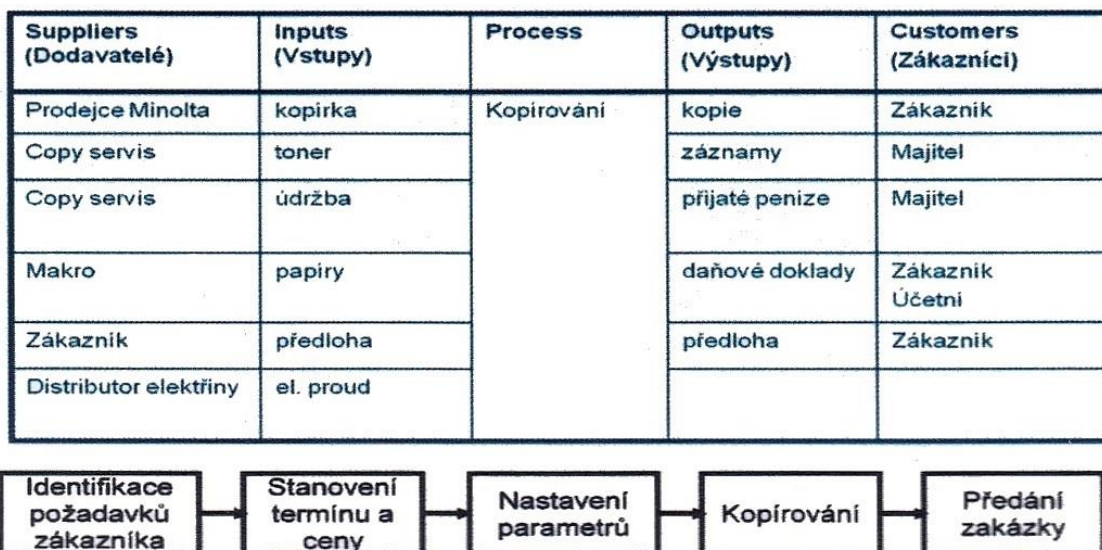 Suppliers Inputs Process Outputs Customers
(Dodavatelé) (Vstupy) (Výstupy) (Zákazníci)
Prodejce Minolta kopírka Kopírování kopie Zákazník
Copy servis toner záznamy Majitel
Copy servis údržba přijaté peníze Majitel
Makro papíry daňové doklady Zákazník
Účetní
Zákazník předloha předloha Zákazník
Distributor elektřiny el. proud
Identifikace
požadavků
zákazníka
Stanovení
termínu a
ceny
Nastavení
parametrů
Kopírování
Předání
zakázky